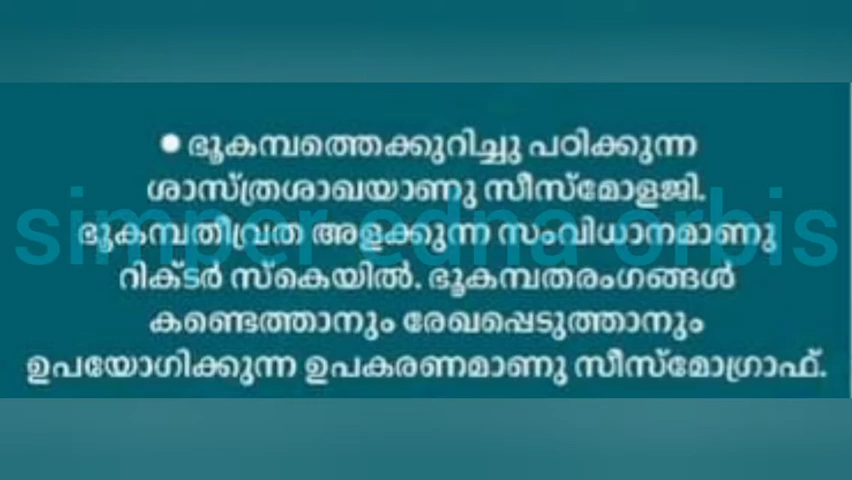 ● ഭൂകമ്പത്തെക്കുറിച്ചു പഠിക്കുന്ന
ശാസ്ത്രശാഖയാണു സീസ്മോളജി.
simper edna orbis
ഭൂകമ്പതീവ്രത അളക്കുന്ന സംവിധാനമാണു
റിക്ടർ സ്കെയിൽ. ഭൂകമ്പതരംഗങ്ങൾ
കണ്ടെത്താനും രേഖപ്പെടുത്താനും
ഉപയോഗിക്കുന്ന ഉപകരണമാണു സീസ്മോഗ്രാഫ്.